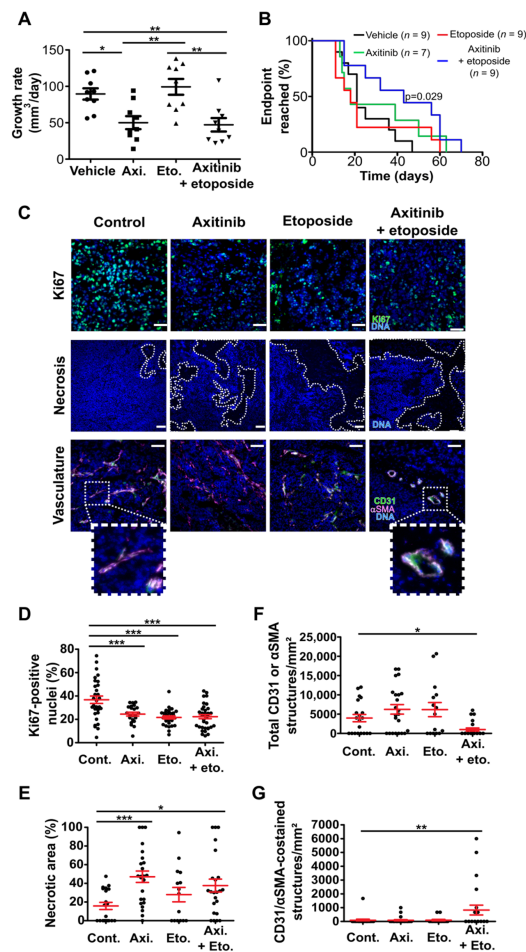 A
**
**
*
**
Growth rate
(mm³/day)
200
150
100
50
0
Vehicle
Axi.
Eto.
Axitinib
+ etoposide
B
Vehicle (n = 9)
Etoposide (n = 9)
Axitinib (n = 7)
Axitinib
+ etoposide
(n = 9)
Endpoint
reached (%)
100
50
0
p=0.029
0
20
40
60
80
Time (days)
C
Control
Axitinib
Etoposide
Axitinib
+ etoposide
Ki67
Ki67
DNA
Necrosis
DNA
Vasculature
CD31
αSMA
DNA
D
***
***
***
Ki67-positive
nuclei (%)
80
60
40
20
0
Cont.
Axi.
Eto.
Axi.
+ eto.
F
*
Total CD31 or αSMA
structures/mm²
25,000
20,000
15,000
10,000
5000
0
Cont.
Axi.
Eto.
Axi.
+ eto.
E
*
***
Necrotic area (%)
100
80
60
40
20
0
Cont.
Axi.
Eto.
Axi.
+ Eto.
G
**
CD31/αSMA-costained
structures/mm²
6000
5000
4000
3000
2000
1000
0
Cont.
Axi.
Eto.
Axi.
+ Eto.